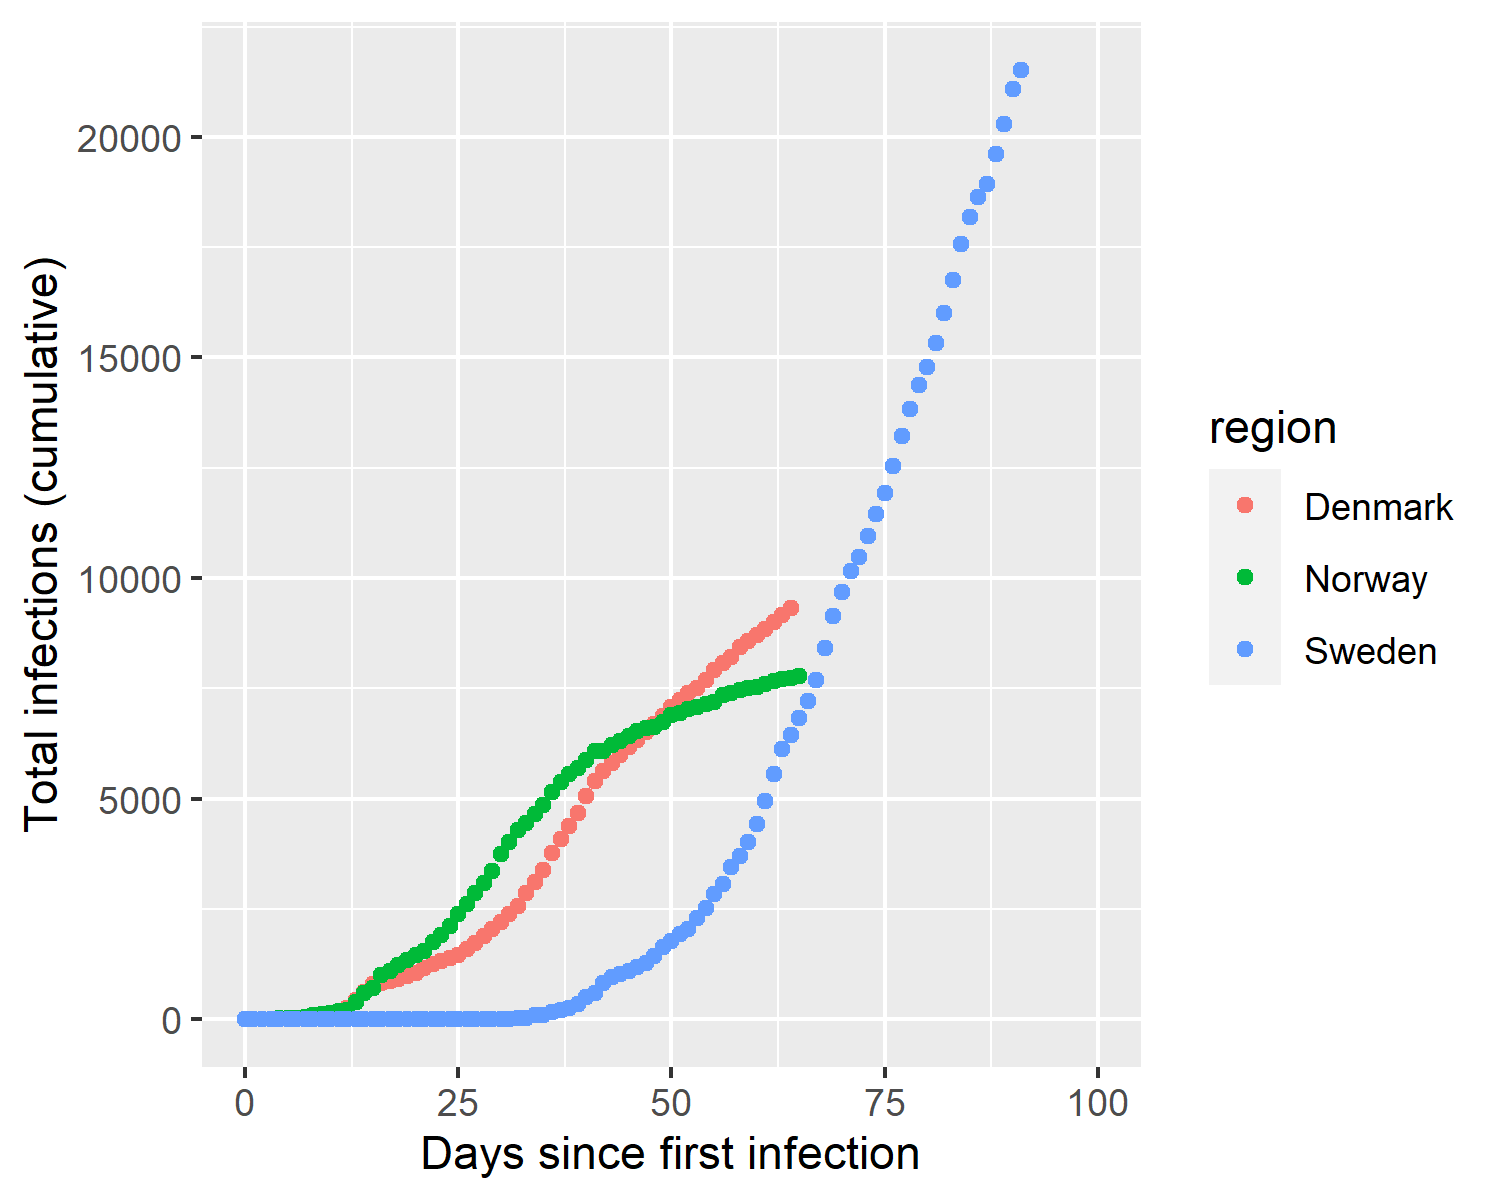 Total infections (cumulative)
20000
15000
10000
5000
0
0 25 50 75 100
Days since first infection
region
Denmark
Norway
Sweden